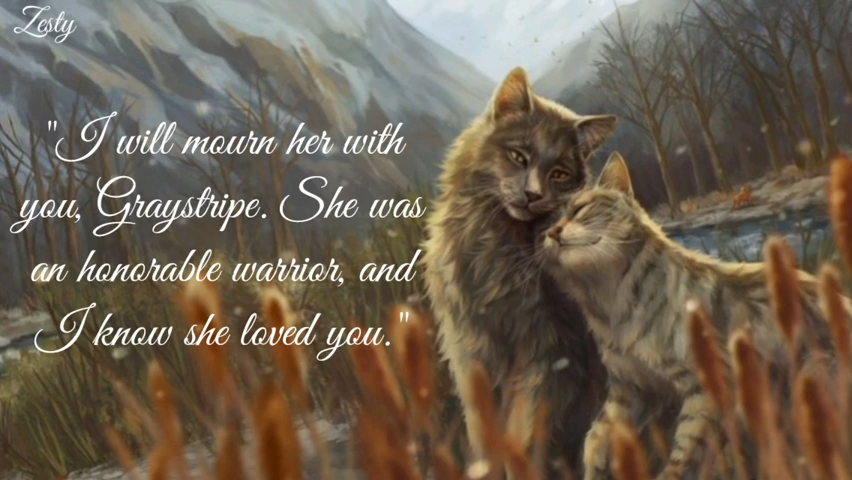 Zesty
"I will mourn her with
you, Graystripe. She was
an honorable warrior, and
I know she loved you."